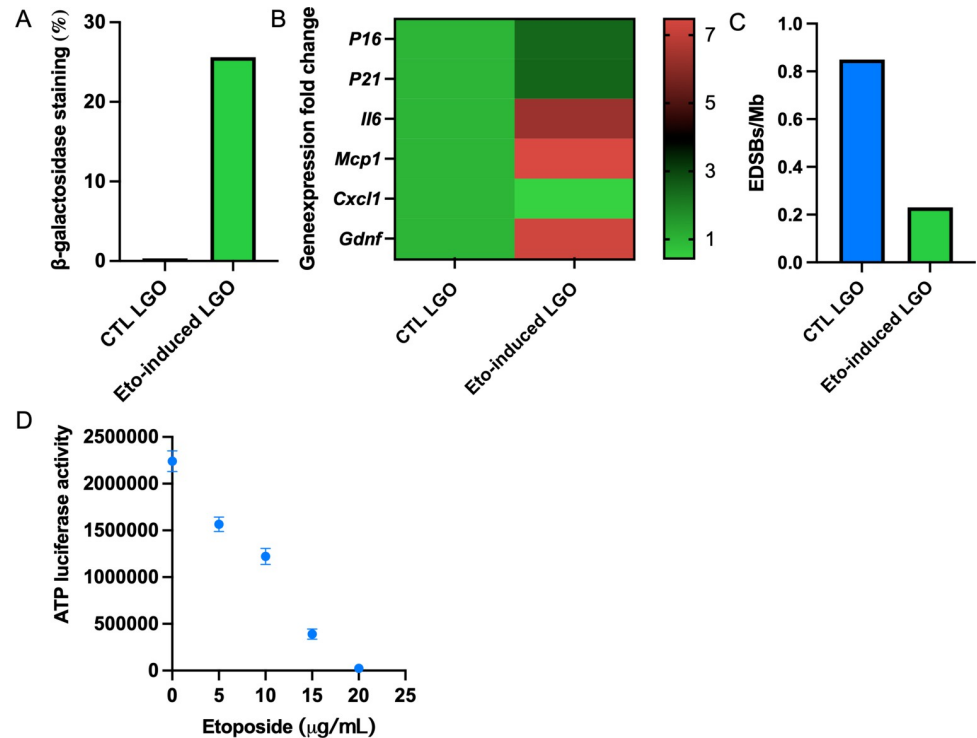 A
β-galactosidase staining (%)
30
20
10
0
CTL LGO
Eto-induced LGO
B
Geneexpression fold change
P16
P21
Il6
Mcp1
Cxcl1
Gdnf
CTL LGO
Eto-induced LGO
7
5
3
1
C
EDSBs/Mb
1.0
0.8
0.6
0.4
0.2
0.0
CTL LGO
Eto-induced LGO
D
ATP luciferase activity
2500000
2000000
1500000
1000000
500000
0
0 5 10 15 20 25
Etoposide (μg/mL)